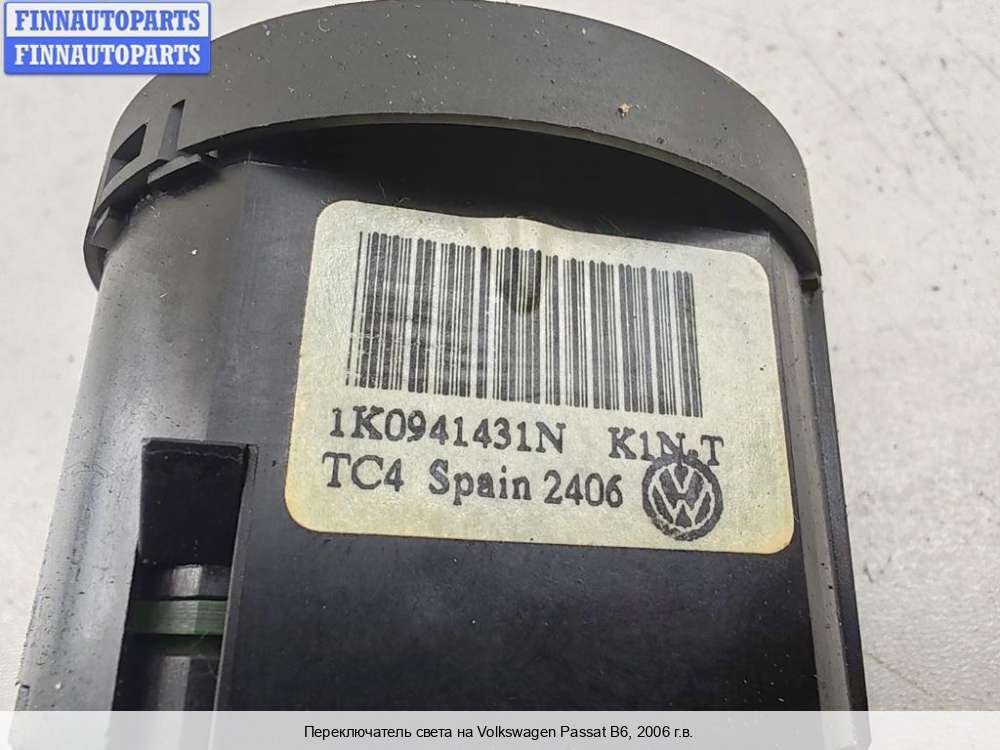 FINNAUTOPARTS
FINNAUTOPARTS
1K0941431N K1N-T
TC4 Spain 2406
Переключатель света на Volkswagen Passat B6, 2006 г.в.